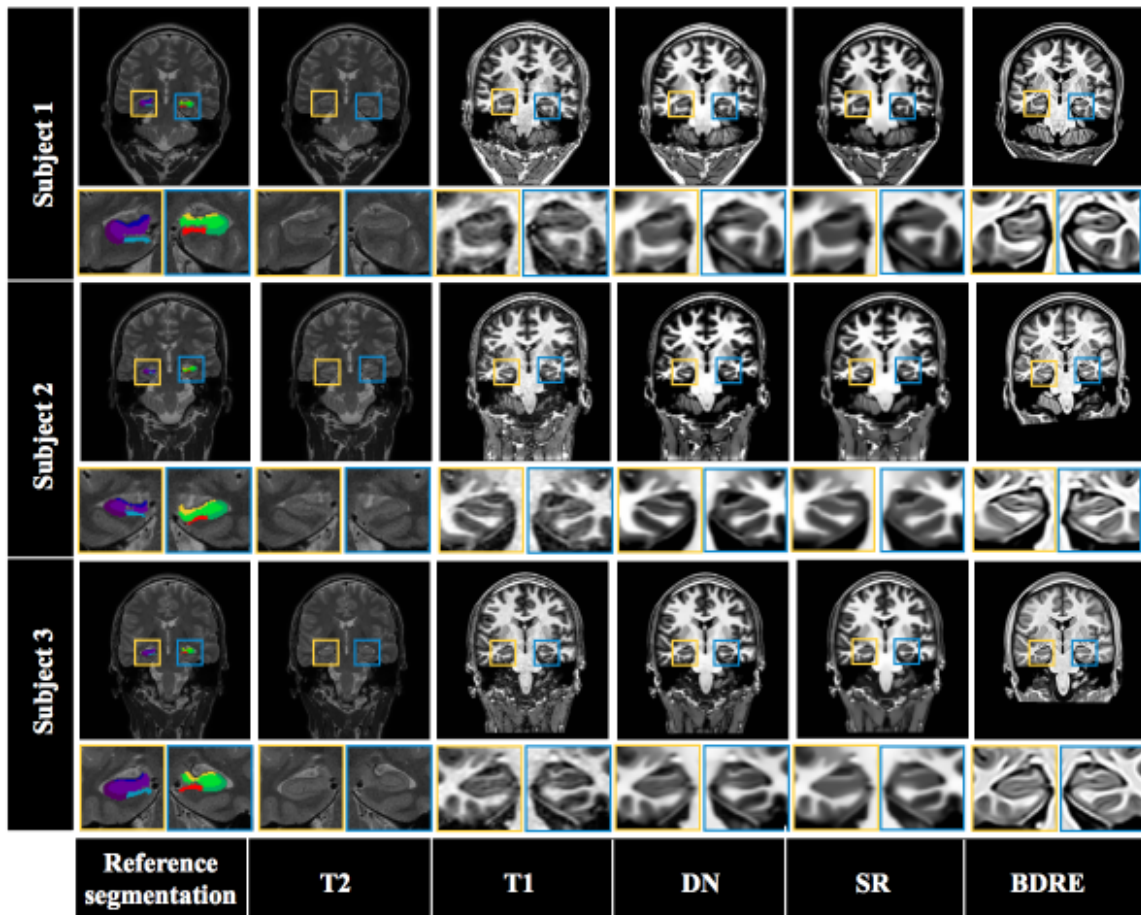 Subject 1
Subject 2
Subject 3
Reference
segmentation
T2
T1
DN
SR
BDRE